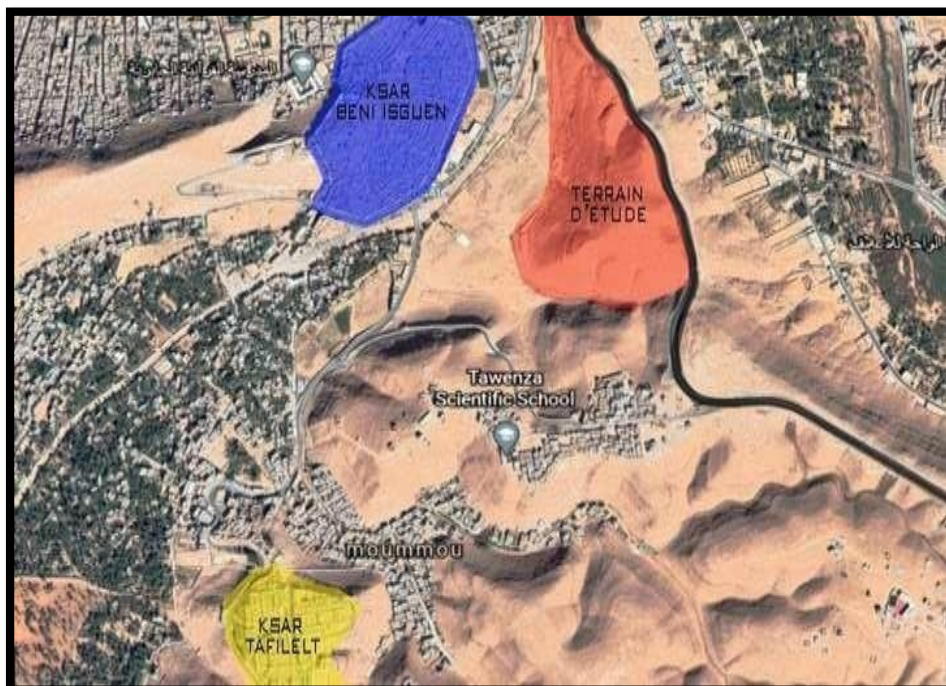 KSAR
BENI ISGUEN
TERRAIN
D'ETUDE
Tawenza
Scientific School
moummou
KSAR
TAFILELT